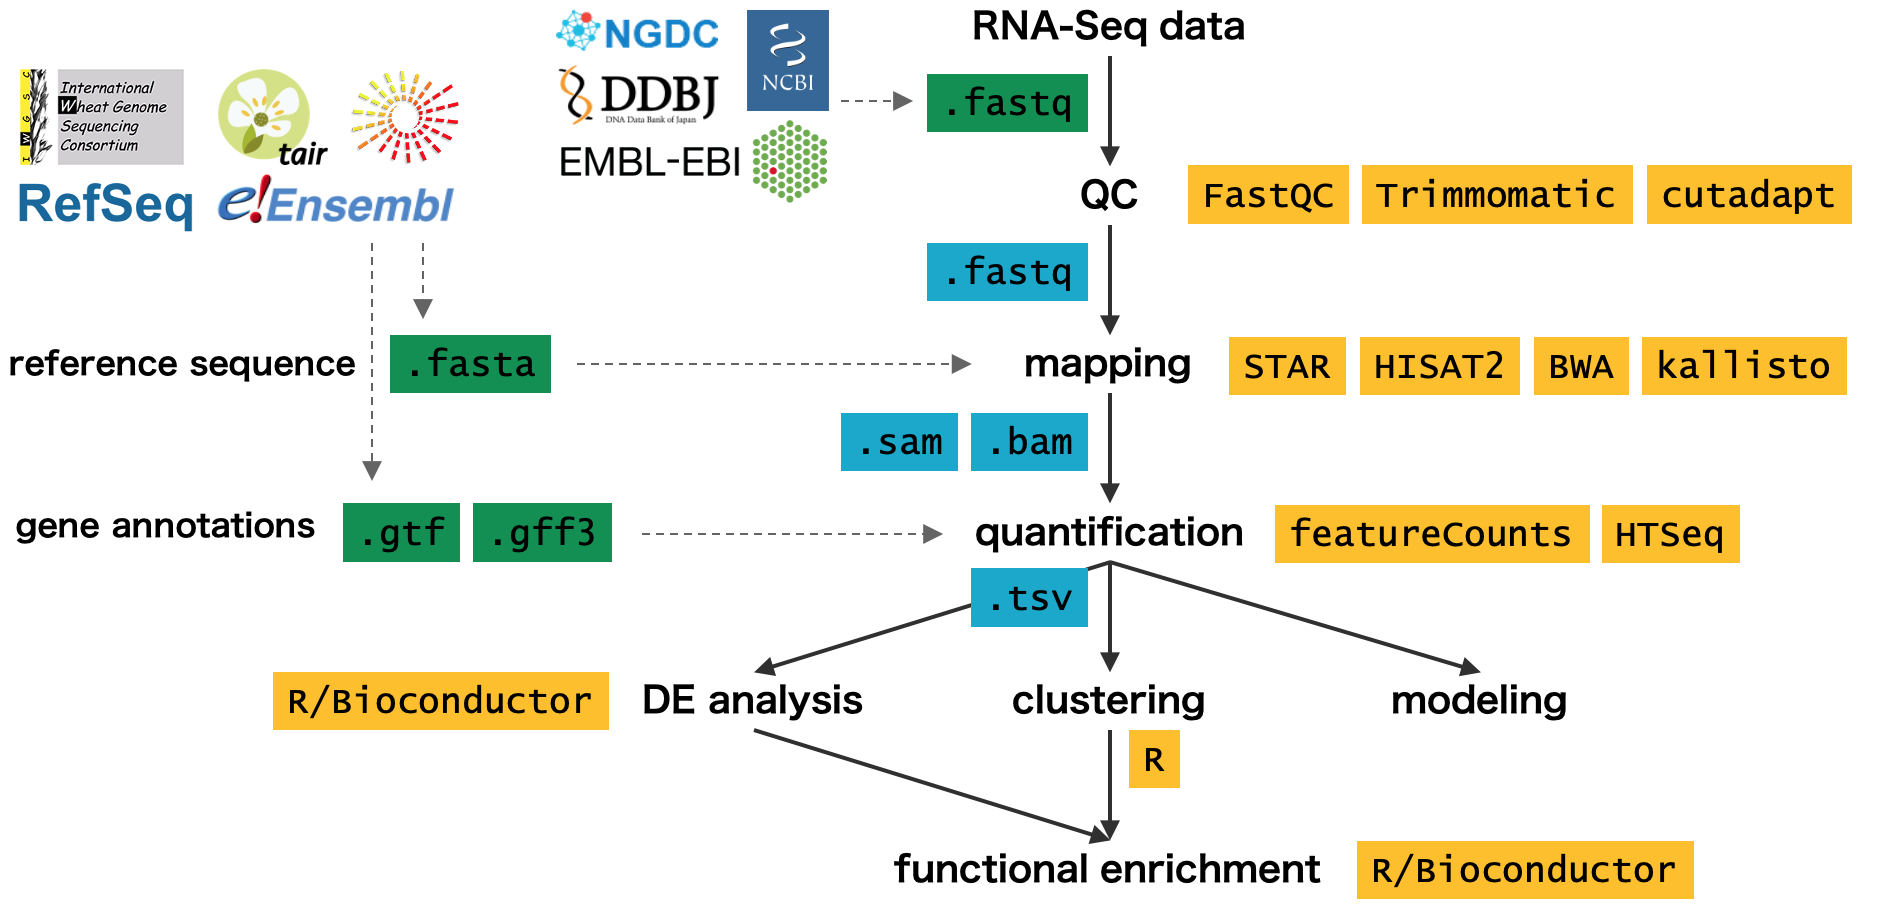 RNA-Seq data
NGDC
NCBI
DDBJ
DNA Data Bank of Japan
EMBL-EBI
International
Wheat Genome
Sequencing
Consortium
IWGSC
tair
RefSeq
e!Ensembl
.fastq
QC
FastQC Trimmomatic cutadapt
.fastq
reference sequence .fasta
mapping
STAR HISAT2 BWA kallisto
.sam .bam
gene annotations .gtf .gff3
quantification
featureCounts HTSeq
.tsv
R/Bioconductor DE analysis
clustering
modeling
R
functional enrichment
R/Bioconductor